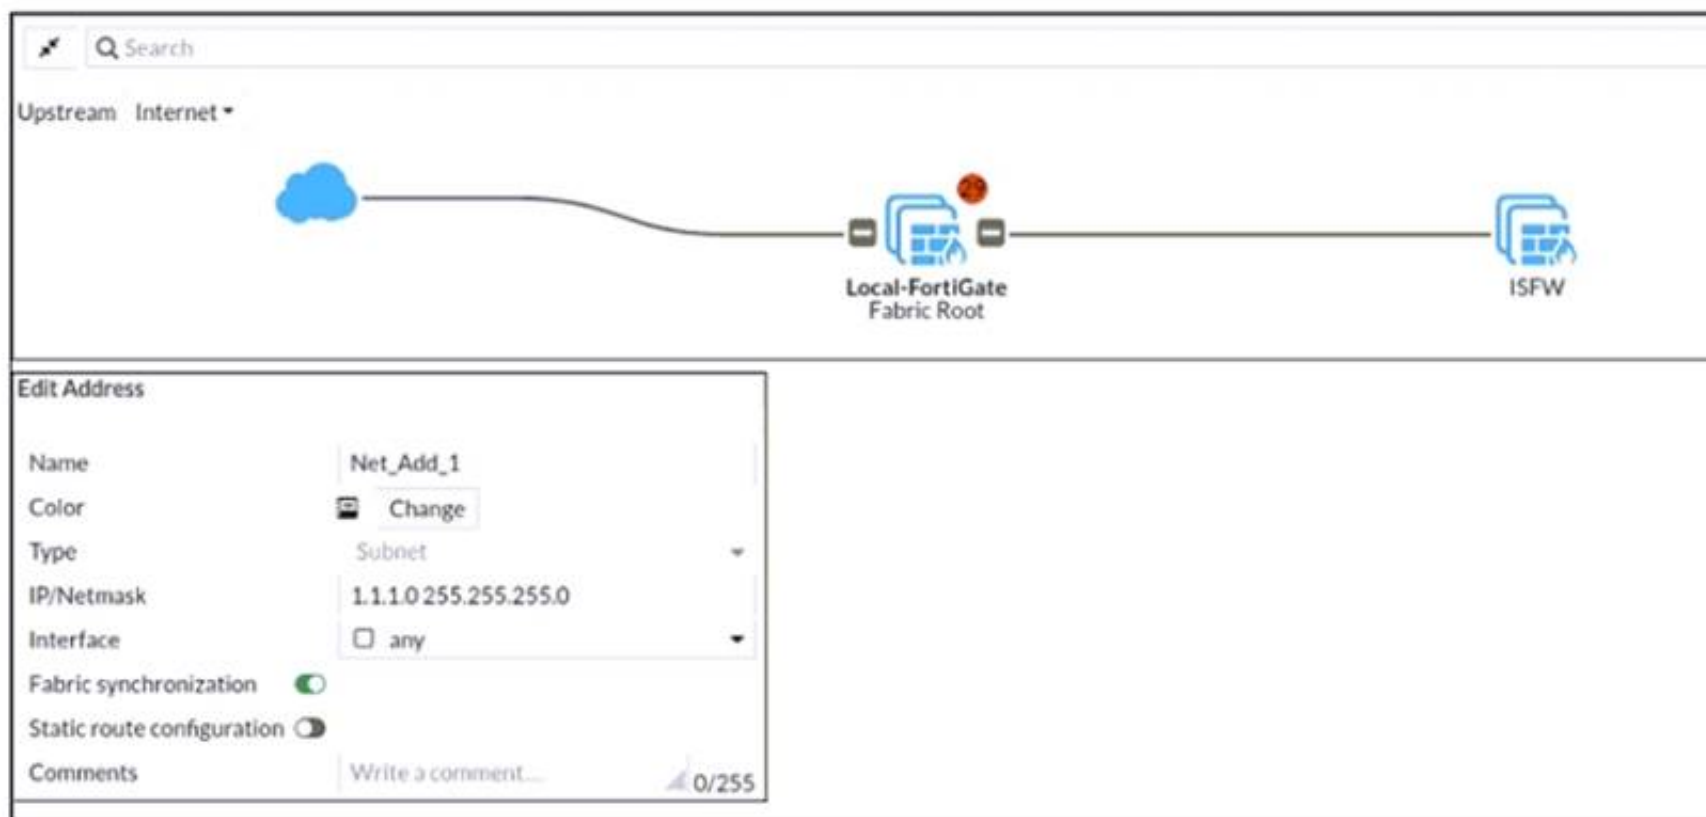 Search
Upstream Internet
29
Local-FortiGate
Fabric Root
ISFW
Edit Address
Name Net_Add_1
Color Change
Type Subnet
IP/Netmask 1.1.1.0 255.255.255.0
Interface any
Fabric synchronization
Static route configuration
Comments Write a comment... 0/255